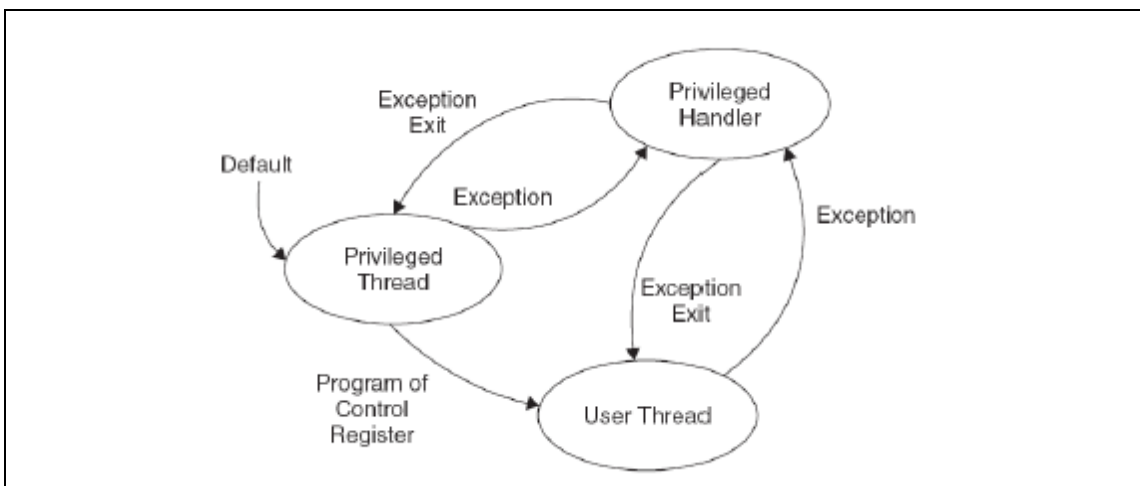 Privileged
Handler
Exception
Exit
Default
Exception
Exception
Privileged
Thread
Exception
Exit
Program of
Control
Register
User Thread